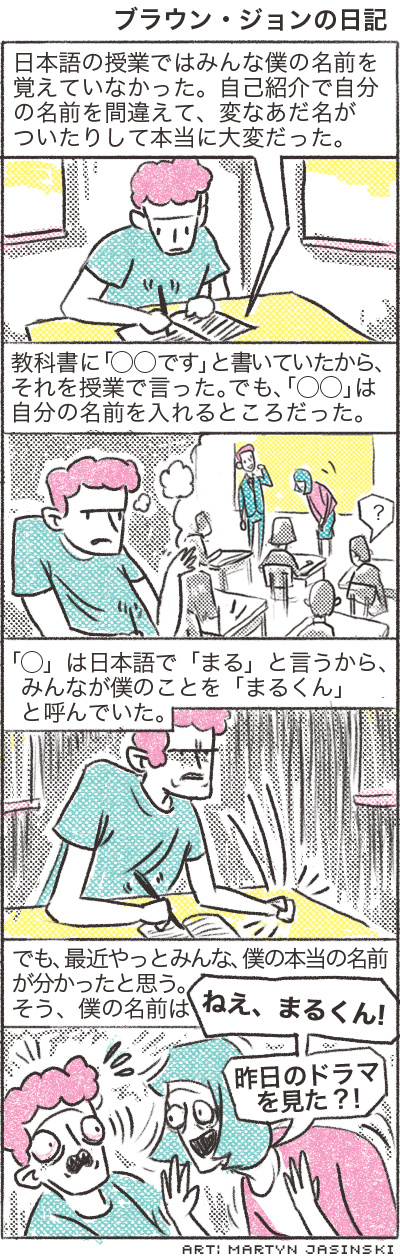 ブラウン・ジョンの日記
日本語の授業ではみんな僕の名前を
覚えていなかった。自己紹介で自分
の名前を間違えて、変なあだ名が
ついたりして本当に大変だった。
教科書に「◯◯です」と書いていたから、
それを授業で言った。でも、「◯◯」は
自分の名前を入れるところだった。
?
「◯」は日本語で「まる」と言うから、
みんなが僕のことを「まるくん」
と呼んでいた。
でも、最近やっとみんな、僕の本当の名前
が分かったと思う。
そう、僕の名前は
ねえ、まるくん!
昨日のドラマ
を見た?!
ART: MARTYN JASINSKI